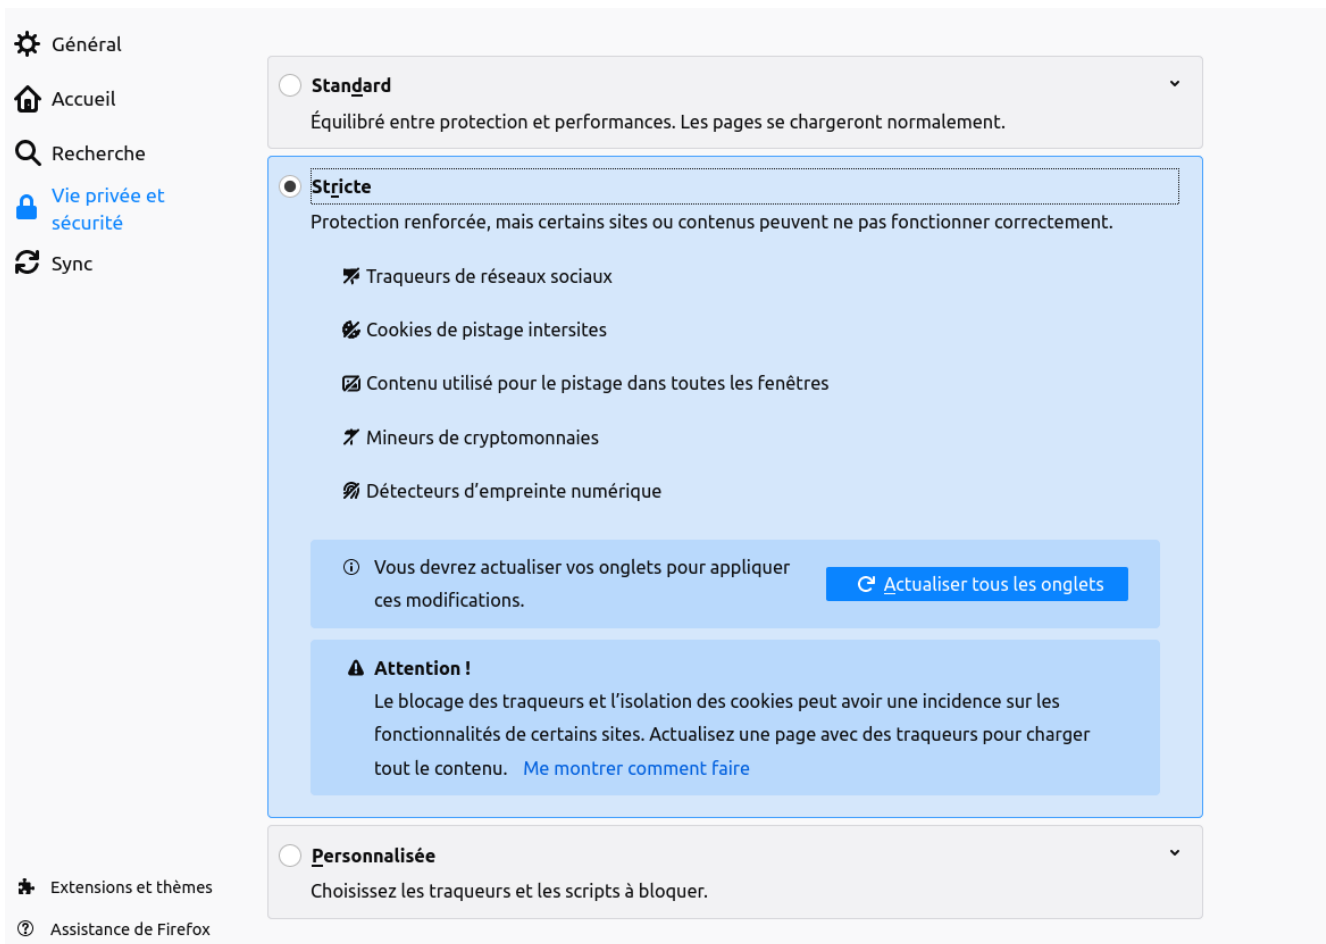 Général
Accueil
Recherche
Vie privée et
sécurité
Sync
Extensions et thèmes
Assistance de Firefox
Standard
Équilibré entre protection et performances. Les pages se chargeront normalement.
Stricte
Protection renforcée, mais certains sites ou contenus peuvent ne pas fonctionner correctement.
Traqueurs de réseaux sociaux
Cookies de pistage intersites
Contenu utilisé pour le pistage dans toutes les fenêtres
Mineurs de cryptomonnaies
Détecteurs d’empreinte numérique
Vous devrez actualiser vos onglets pour appliquer
ces modifications.
Actualiser tous les onglets
Attention !
Le blocage des traqueurs et l’isolation des cookies peut avoir une incidence sur les
fonctionnalités de certains sites. Actualisez une page avec des traqueurs pour charger
tout le contenu. Me montrer comment faire
Personnalisée
Choisissez les traqueurs et les scripts à bloquer.